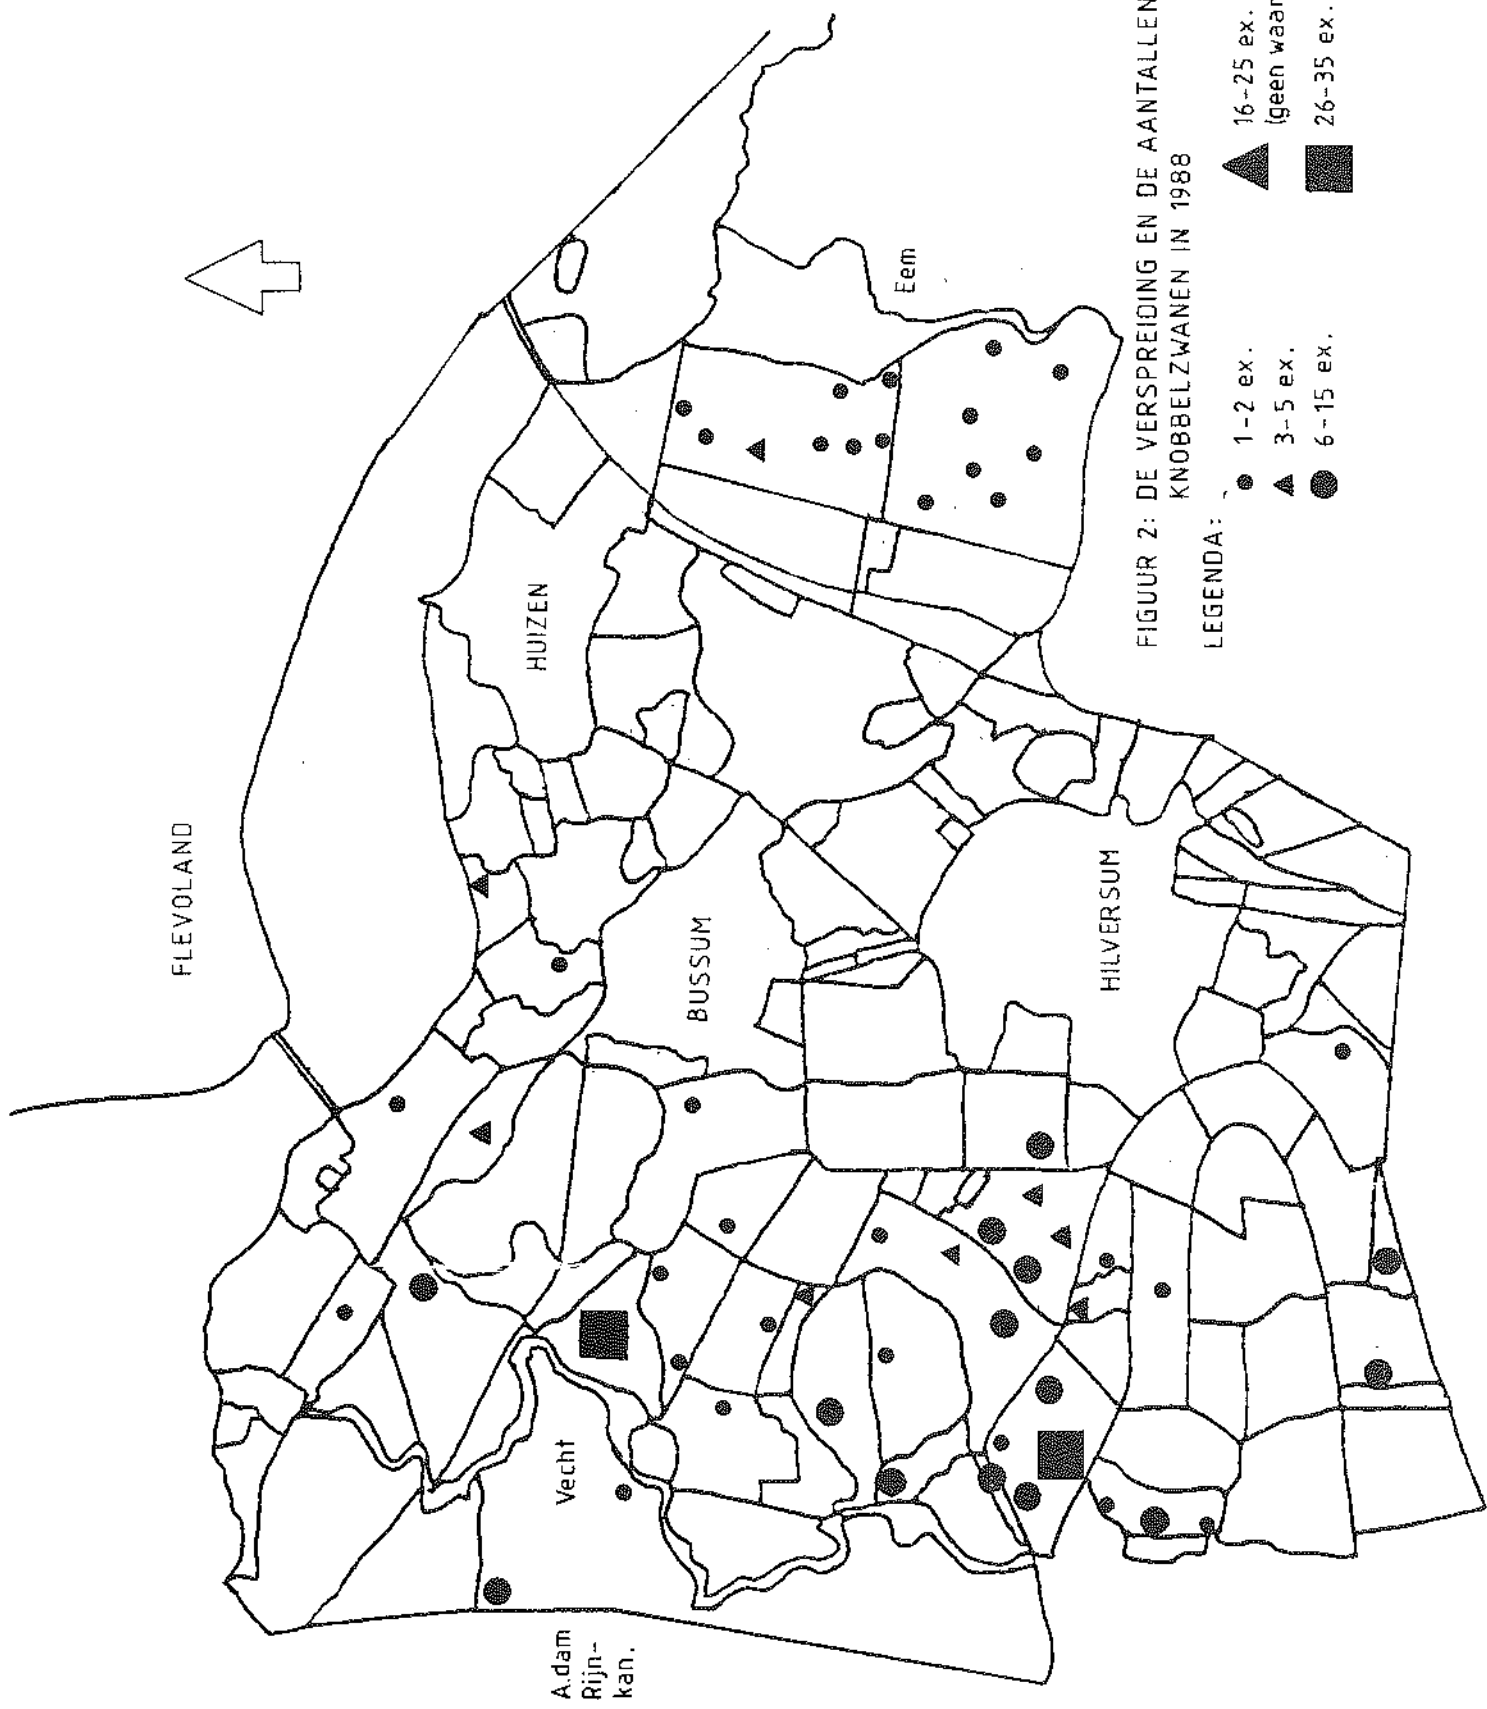 FLEVOLAND
HUIZEN
BUSSUM
Eem
Vecht
HILVERSUM
A.dam
Rijn-
kan.
FIGUUR 2: DE VERSPREIDING EN DE AANTALLEN
KNOBBELZWANEN IN 1988
LEGENDA:
1-2 ex.
3-5 ex.
6-15 ex.
16-25 ex.
(geen waar
26-35 ex.